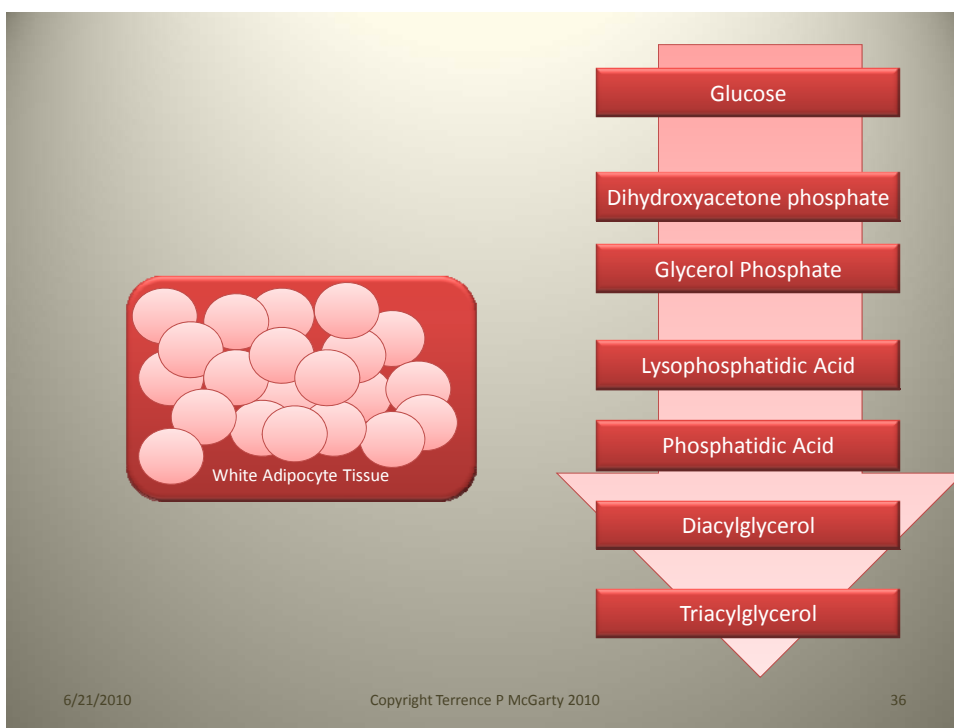 Glucose
Dihydroxyacetone phosphate
Glycerol Phosphate
Lysophosphatidic Acid
Phosphatidic Acid
White Adipocyte Tissue
Diacylglycerol
Triacylglycerol
6/21/2010
Copyright Terrence P McGarty 2010
36